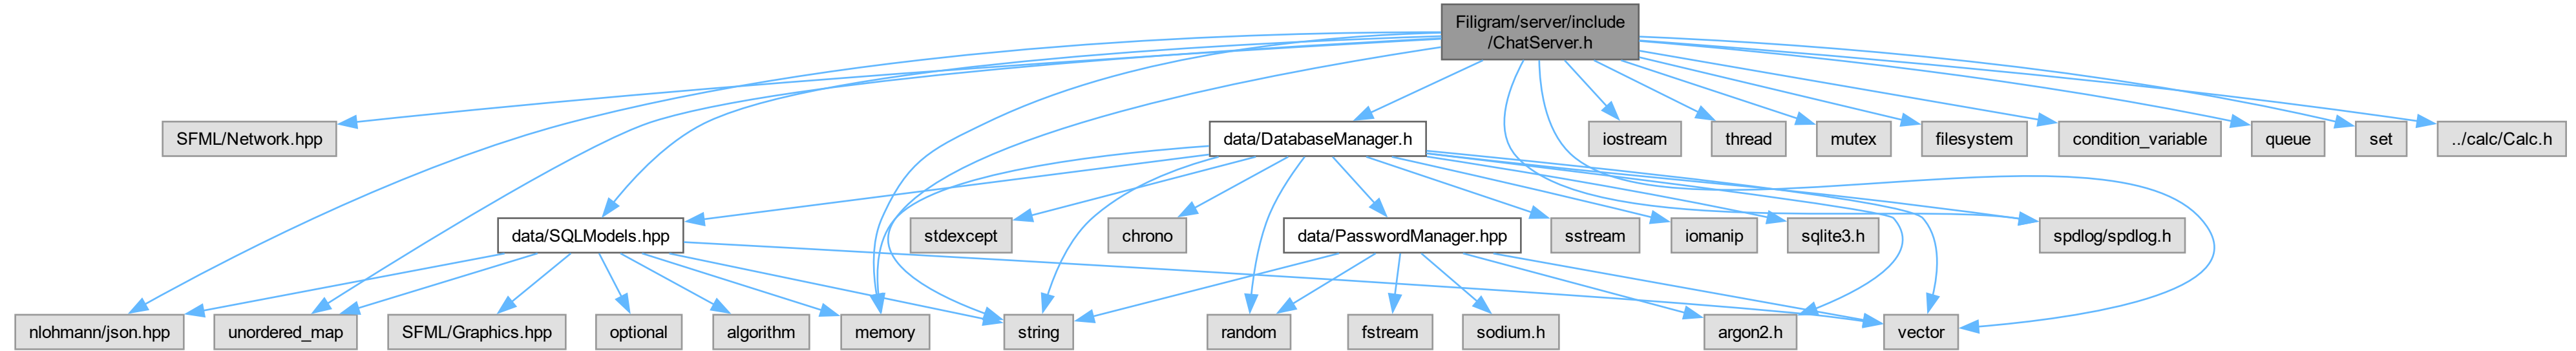 Filigram/server/include
/ChatServer.h
SFML/Network.hpp
data/DatabaseManager.h
iostream
thread
mutex
filesystem
condition_variable
queue
set
../calc/Calc.h
data/SQLModels.hpp
stdexcept
chrono
data/PasswordManager.hpp
sstream
iomanip
sqlite3.h
spdlog/spdlog.h
nlohmann/json.hpp
unordered_map
SFML/Graphics.hpp
optional
algorithm
memory
string
random
fstream
sodium.h
argon2.h
vector